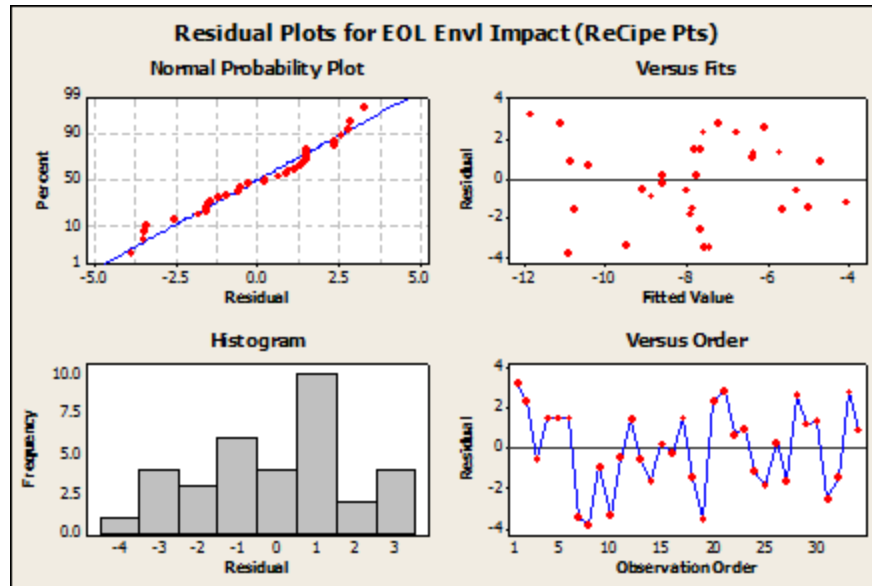 Residual Plots for EOL Envl Impact (ReCipe Pts)
Normal Probability Plot
99
90
50
10
1
Percent
-5.0 -2.5 0.0 2.5 5.0
Residual
Versus Fits
4
2
0
-2
-4
Residual
-12 -10 -8 -6 -4
Fitted Value
Histogram
10.0
7.5
5.0
2.5
0.0
Frequency
-4 -3 -2 -1 0 1 2 3
Residual
Versus Order
4
2
0
-2
-4
Residual
1 5 10 15 20 25 30
Observation Order